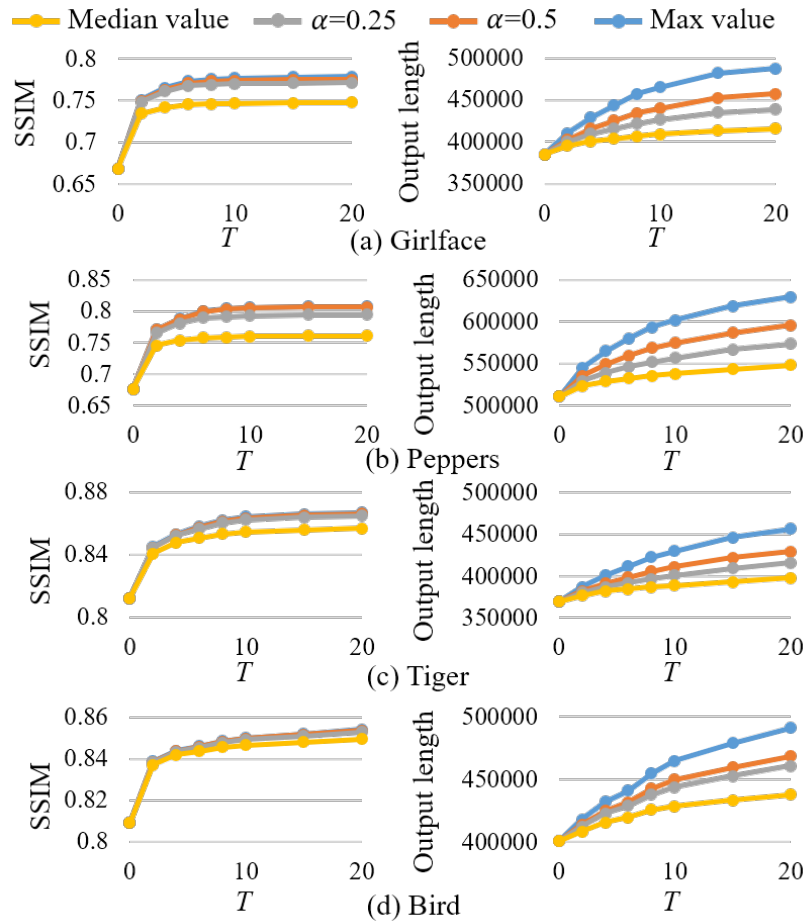 Median value α=0.25 α=0.5 Max value
SSIM
0.8
0.75
0.7
0.65
0 10 20
T
Output length
500000
450000
400000
350000
0 10 20
T
(a) Girlface
SSIM
0.85
0.8
0.75
0.7
0.65
0 10 20
T
Output length
650000
600000
550000
500000
0 10 20
T
(b) Peppers
SSIM
0.88
0.84
0.8
0 10 20
T
Output length
500000
450000
400000
350000
0 10 20
T
(c) Tiger
SSIM
0.86
0.84
0.82
0.8
0 10 20
T
Output length
500000
450000
400000
0 10 20
T
(d) Bird